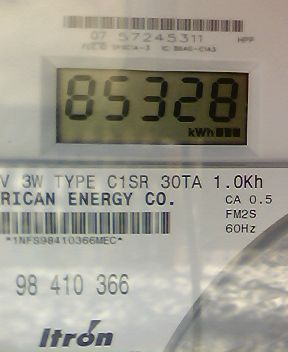 07 57245311 HPP
85328
kWh
V 3W TYPE C1SR 30TA 1.0Kh
RICAN ENERGY CO.
CA 0.5
FM2S
60Hz
*1NFS98410366MEC*
98 410 366
Itron